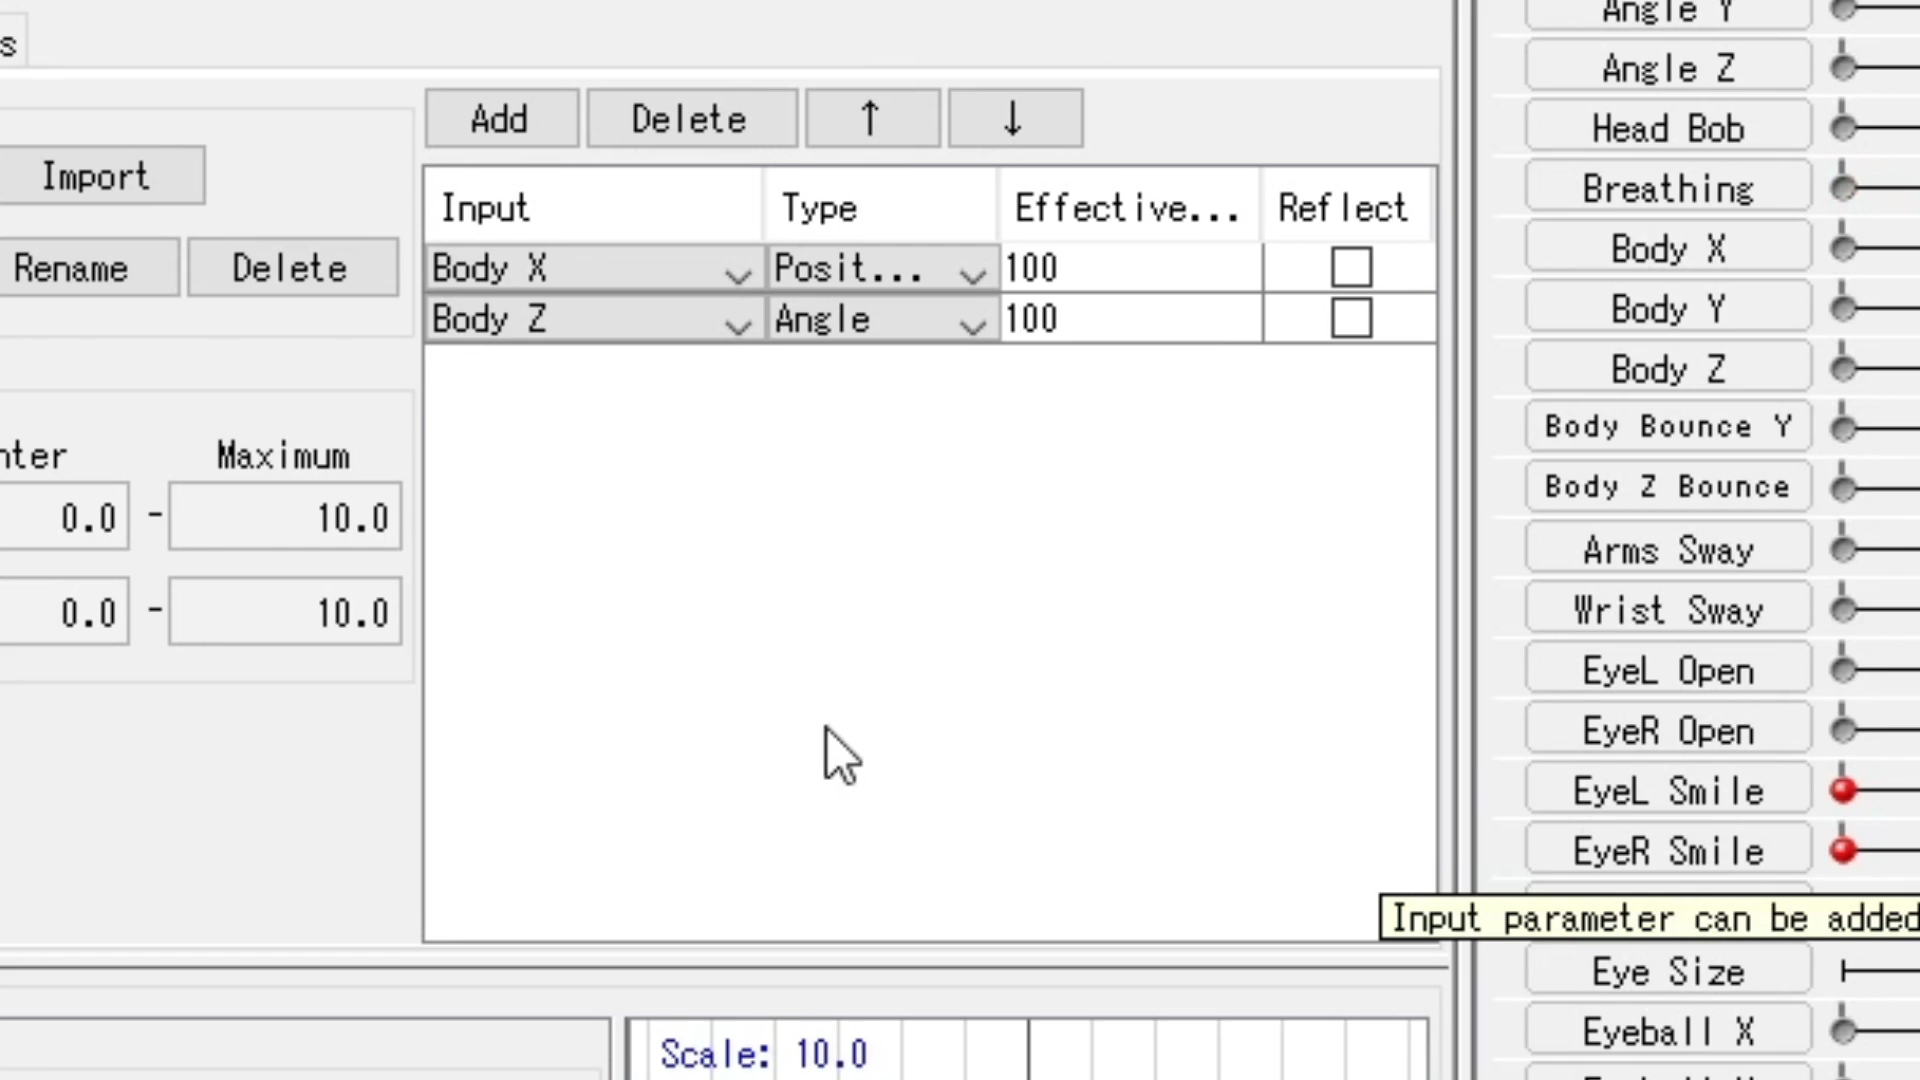 s
Import
Rename Delete
nter Maximum
0.0 - 10.0
0.0 - 10.0
Add Delete ↑ ↓
Input Type Effective... Reflect
Body X Posit... 100
Body Z Angle 100
Scale: 10.0
Angle Y
Angle Z
Head Bob
Breathing
Body X
Body Y
Body Z
Body Bounce Y
Body Z Bounce
Arms Sway
Wrist Sway
EyeL Open
EyeR Open
EyeL Smile
EyeR Smile
Input parameter can be added
Eye Size
Eyeball X